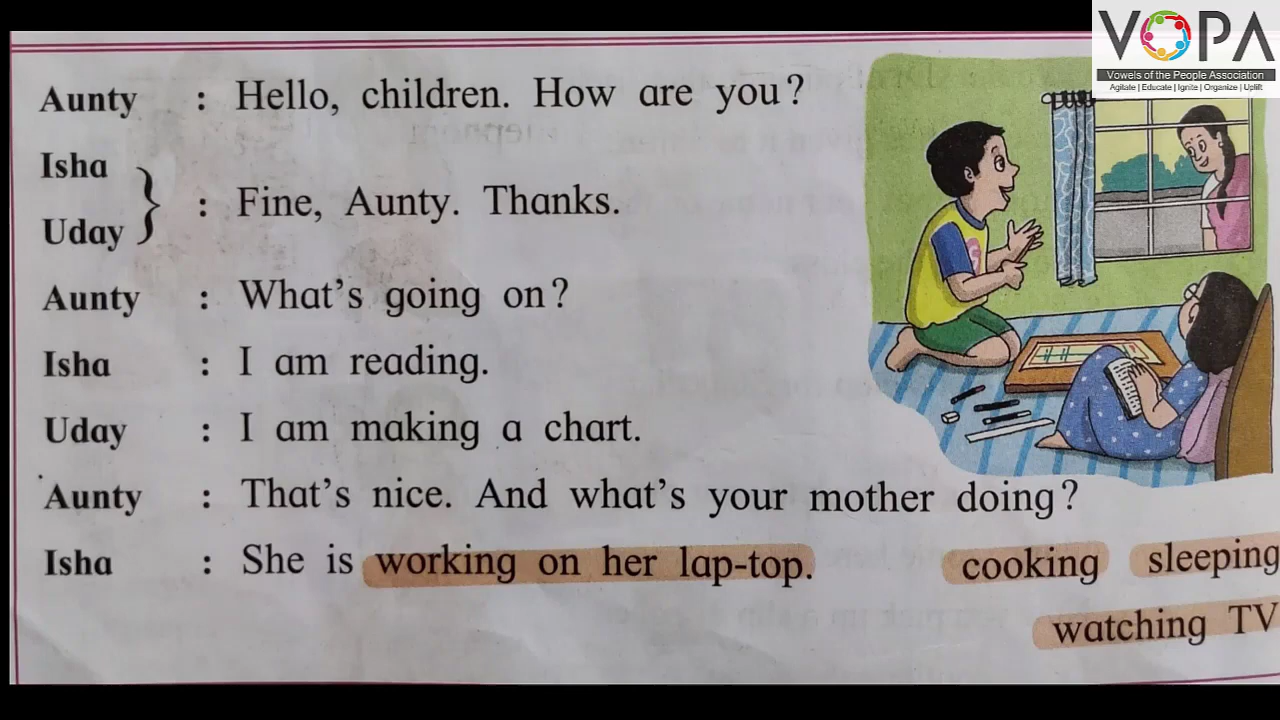 VOPA
Vowels of the People Association
Agitate | Educate | Ignite | Organize | Uplift
Aunty : Hello, children. How are you?
Isha
Uday } : Fine, Aunty. Thanks.
Aunty : What's going on?
Isha : I am reading.
Uday : I am making a chart.
Aunty : That's nice. And what's your mother doing?
Isha : She is working on her lap-top. cooking sleeping
watching TV